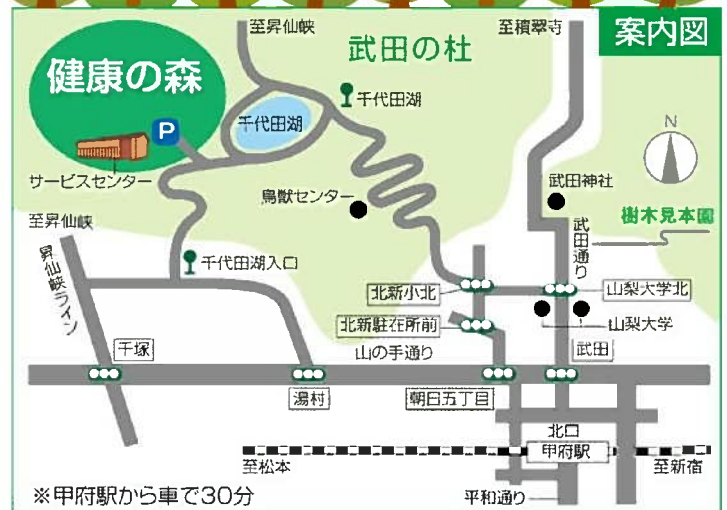 案内図
至昇仙峡
至積翠寺
武田の杜
健康の森
千代田湖
P
千代田湖
N
サービスセンター
鳥獣センター
武田神社
樹木見本園
至昇仙峡
武田通り
昇仙峡ライン
千代田湖入口
北新小北
山梨大学北
北新駐在所前
山梨大学
山の手通り
武田
千塚
湯村
朝日五丁目
北口
甲府駅
至松本
至新宿
※甲府駅から車で30分
平和通り